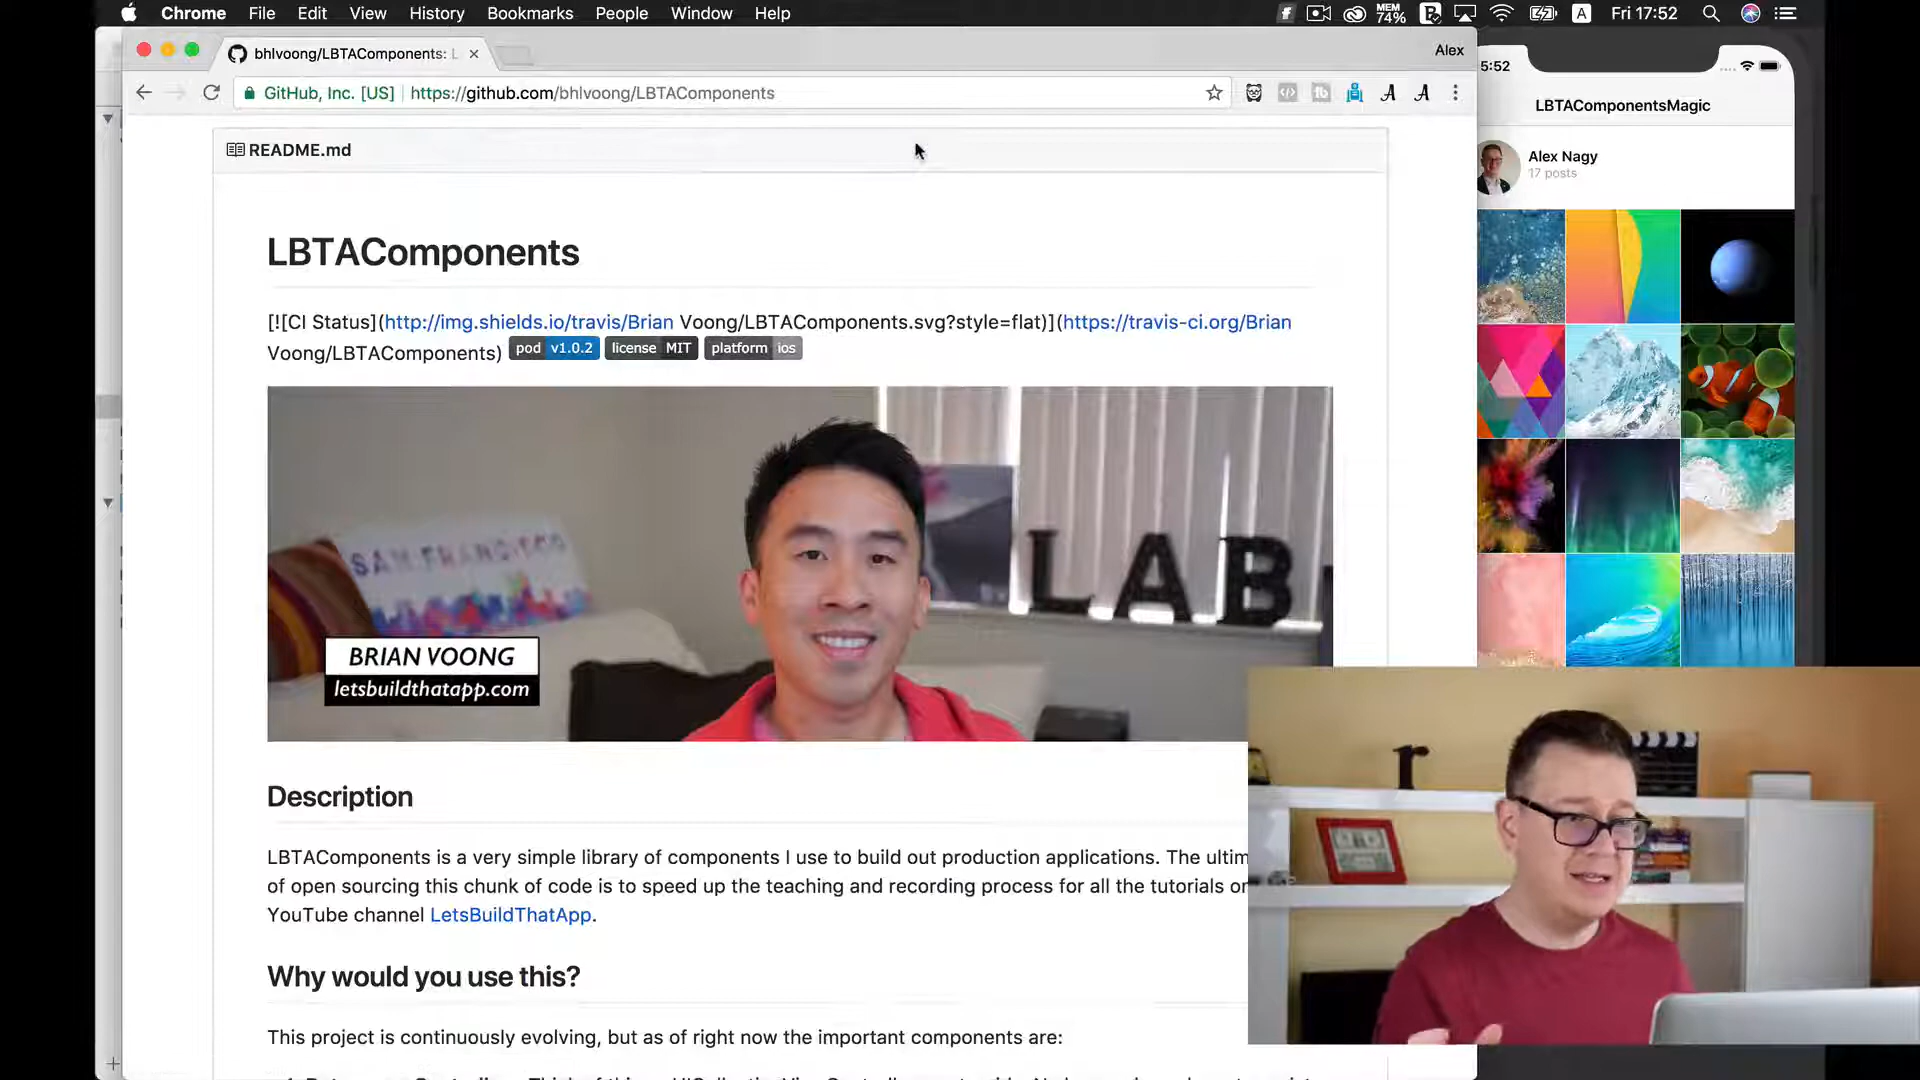 Chrome File Edit View History Bookmarks People Window Help
MEM
74%
A
Fri 17:52
bhlvoong/LBTAComponents: L
Alex
GitHub, Inc. [US] https://github.com/bhlvoong/LBTAComponents
README.md
LBTAComponents
[![CI Status](http://img.shields.io/travis/Brian Voong/LBTAComponents.svg?style=flat)](https://travis-ci.org/Brian
Voong/LBTAComponents) pod v1.0.2 license MIT platform ios
SAN FRANCISCO
LAB
BRIAN VOONG
letsbuildthatapp.com
Description
LBTAComponents is a very simple library of components I use to build out production applications. The ultim
of open sourcing this chunk of code is to speed up the teaching and recording process for all the tutorials on
YouTube channel LetsBuildThatApp.
Why would you use this?
This project is continuously evolving, but as of right now the important components are:
5:52
LBTAComponentsMagic
Alex Nagy
17 posts